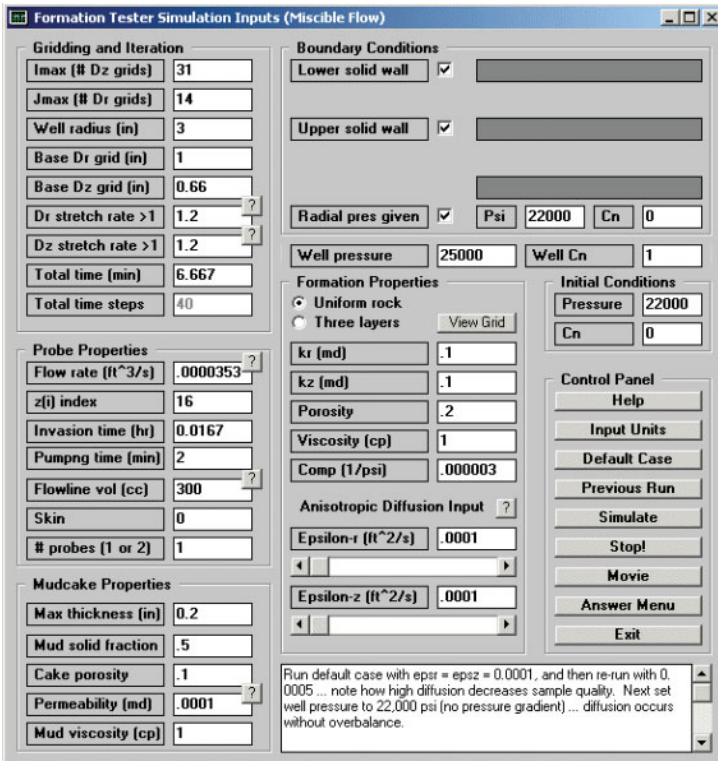 Formation Tester Simulation Inputs (Miscible Flow)
Gridding and Iteration
Imax (# Dz grids) 31
Jmax (# Dr grids) 14
Well radius (in) 3
Base Dr grid (in) 1
Base Dz grid (in) 0.66
Dr stretch rate >1 1.2 ?
Dz stretch rate >1 1.2 ?
Total time (min) 6.667
Total time steps 40
Probe Properties
Flow rate (ft^3/s) .0000353 ?
z(i) index 16
Invasion time (hr) 0.0167
Pumpng time (min) 2
Flowline vol (cc) 300 ?
Skin 0
# probes (1 or 2) 1
Mudcake Properties
Max thickness (in) 0.2
Mud solid fraction .5
Cake porosity .1
Permeability (md) .0001 ?
Mud viscosity (cp) 1
Boundary Conditions
Lower solid wall
Upper solid wall
Radial pres given Psi 22000 Cn 0
Well pressure 25000 Well Cn 1
Formation Properties
Uniform rock
Three layers View Grid
kr (md) .1
kz (md) .1
Porosity .2
Viscosity (cp) 1
Comp (1/psi) .000003
Anisotropic Diffusion Input ?
Epsilon-r (ft^2/s) .0001
Epsilon-z (ft^2/s) .0001
Initial Conditions
Pressure 22000
Cn 0
Control Panel
Help
Input Units
Default Case
Previous Run
Simulate
Stop!
Movie
Answer Menu
Exit
Run default case with epsr = epsz = 0.0001, and then re-run with 0.
0005 ... note how high diffusion decreases sample quality. Next set
well pressure to 22,000 psi (no pressure gradient) ... diffusion occurs
without overbalance.